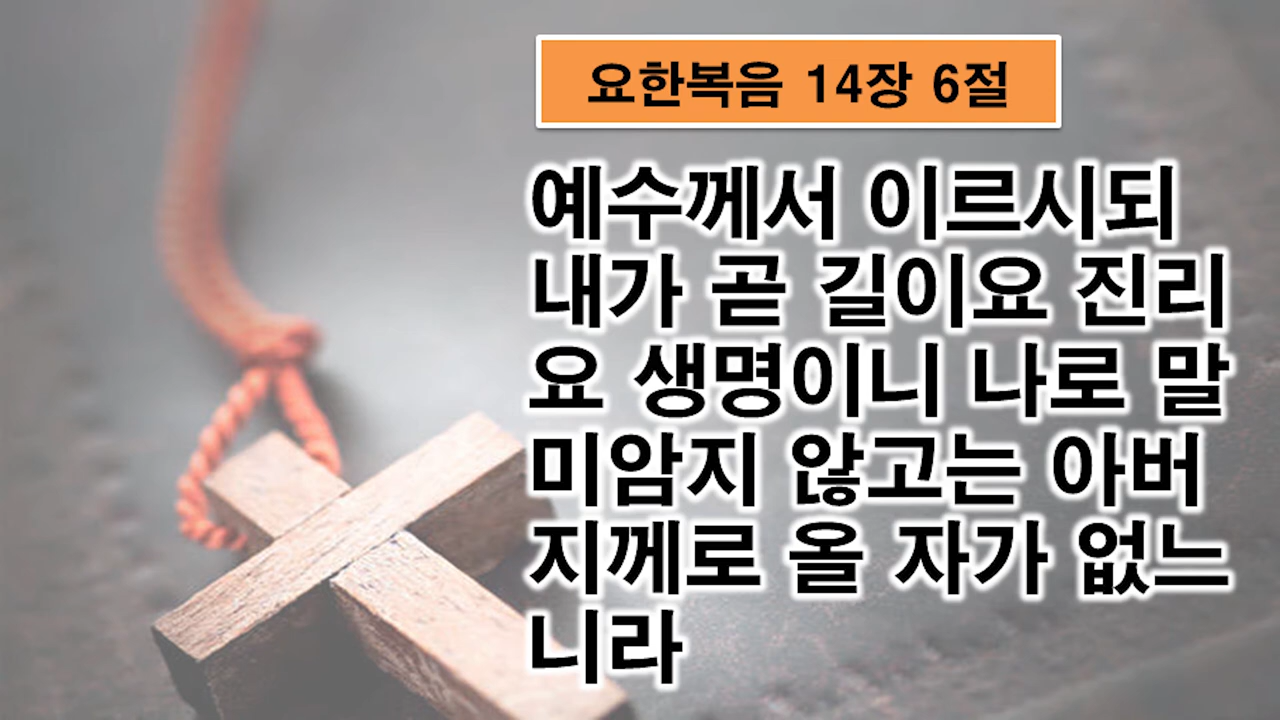 요한복음 14장 6절
예수께서 이르시되
내가 곧 길이요 진리
요 생명이니 나로 말
미암지 않고는 아버
지께로 올 자가 없느
니라